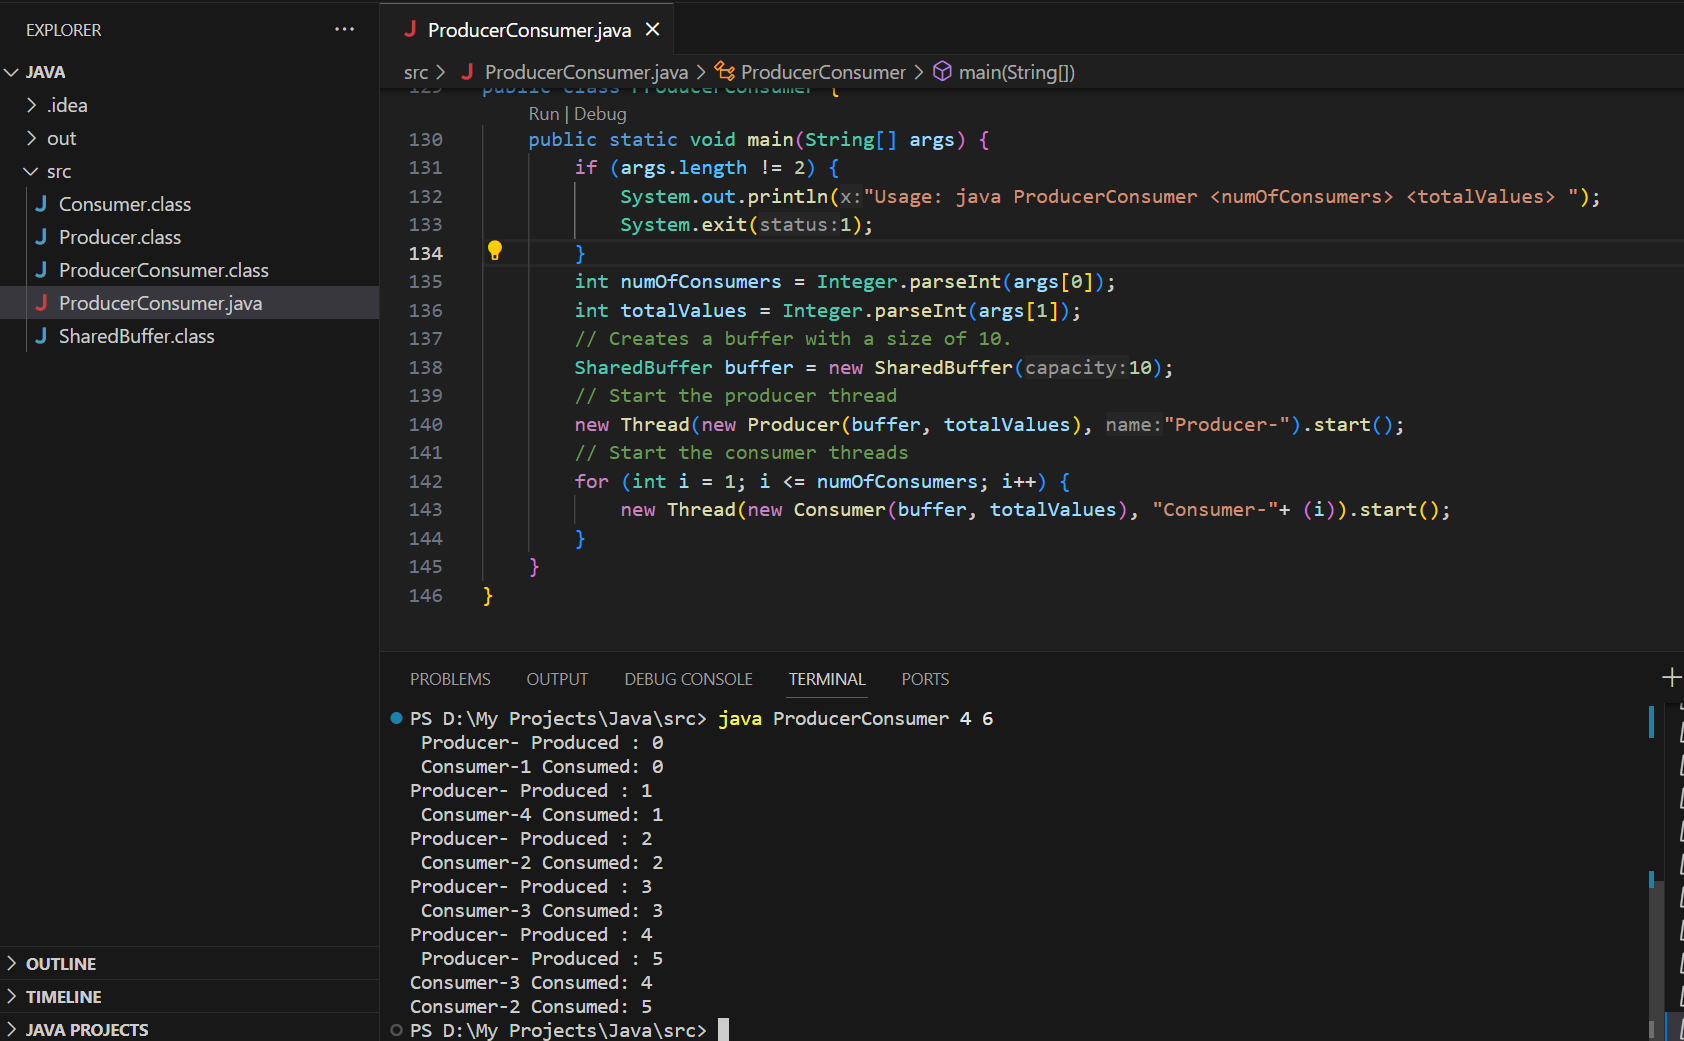 EXPLORER
JAVA
.idea
out
src
Consumer.class
Producer.class
ProducerConsumer.class
ProducerConsumer.java
SharedBuffer.class
OUTLINE
TIMELINE
JAVA PROJECTS
ProducerConsumer.java
src > ProducerConsumer.java > ProducerConsumer > main(String[])
129 public class ProducerConsumer {
Run | Debug
130 public static void main(String[] args) {
131 if (args.length != 2) {
132 System.out.println(x:"Usage: java ProducerConsumer <numOfConsumers> <totalValues> ");
133 System.exit(status:1);
134 }
135 int numOfConsumers = Integer.parseInt(args[0]);
136 int totalValues = Integer.parseInt(args[1]);
137 // Creates a buffer with a size of 10.
138 SharedBuffer buffer = new SharedBuffer(capacity:10);
139 // Start the producer thread
140 new Thread(new Producer(buffer, totalValues), name:"Producer-").start();
141 // Start the consumer threads
142 for (int i = 1; i <= numOfConsumers; i++) {
143 new Thread(new Consumer(buffer, totalValues), "Consumer-"+ (i)).start();
144 }
145 }
146 }
PROBLEMS OUTPUT DEBUG CONSOLE TERMINAL PORTS
PS D:\My Projects\Java\src> java ProducerConsumer 4 6
Producer- Produced : 0
Consumer-1 Consumed: 0
Producer- Produced : 1
Consumer-4 Consumed: 1
Producer- Produced : 2
Consumer-2 Consumed: 2
Producer- Produced : 3
Consumer-3 Consumed: 3
Producer- Produced : 4
Producer- Produced : 5
Consumer-3 Consumed: 4
Consumer-2 Consumed: 5
PS D:\My Projects\Java\src>